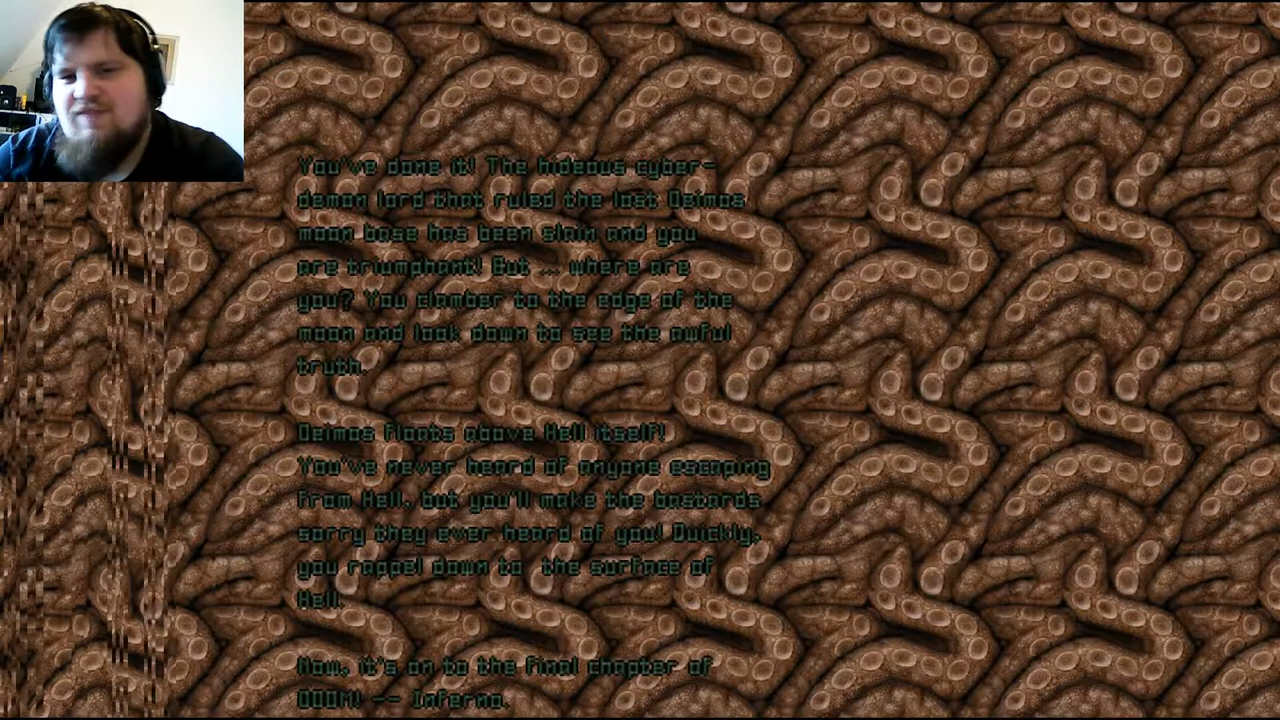 You've done it! The hideous cyber-
demon lord that ruled the lost Deimos
moon base has been slain and you
are triumphant! But ... where are
you? You clamber to the edge of the
moon and look down to see the awful
truth.
Deimos floats above Hell itself!
You've never heard of anyone escaping
from Hell, but you'll make the bastards
sorry they ever heard of you! Quickly,
you rappel down to  the surface of
Hell.
Now, it's on to the final chapter of
DOOM! -- Inferno.